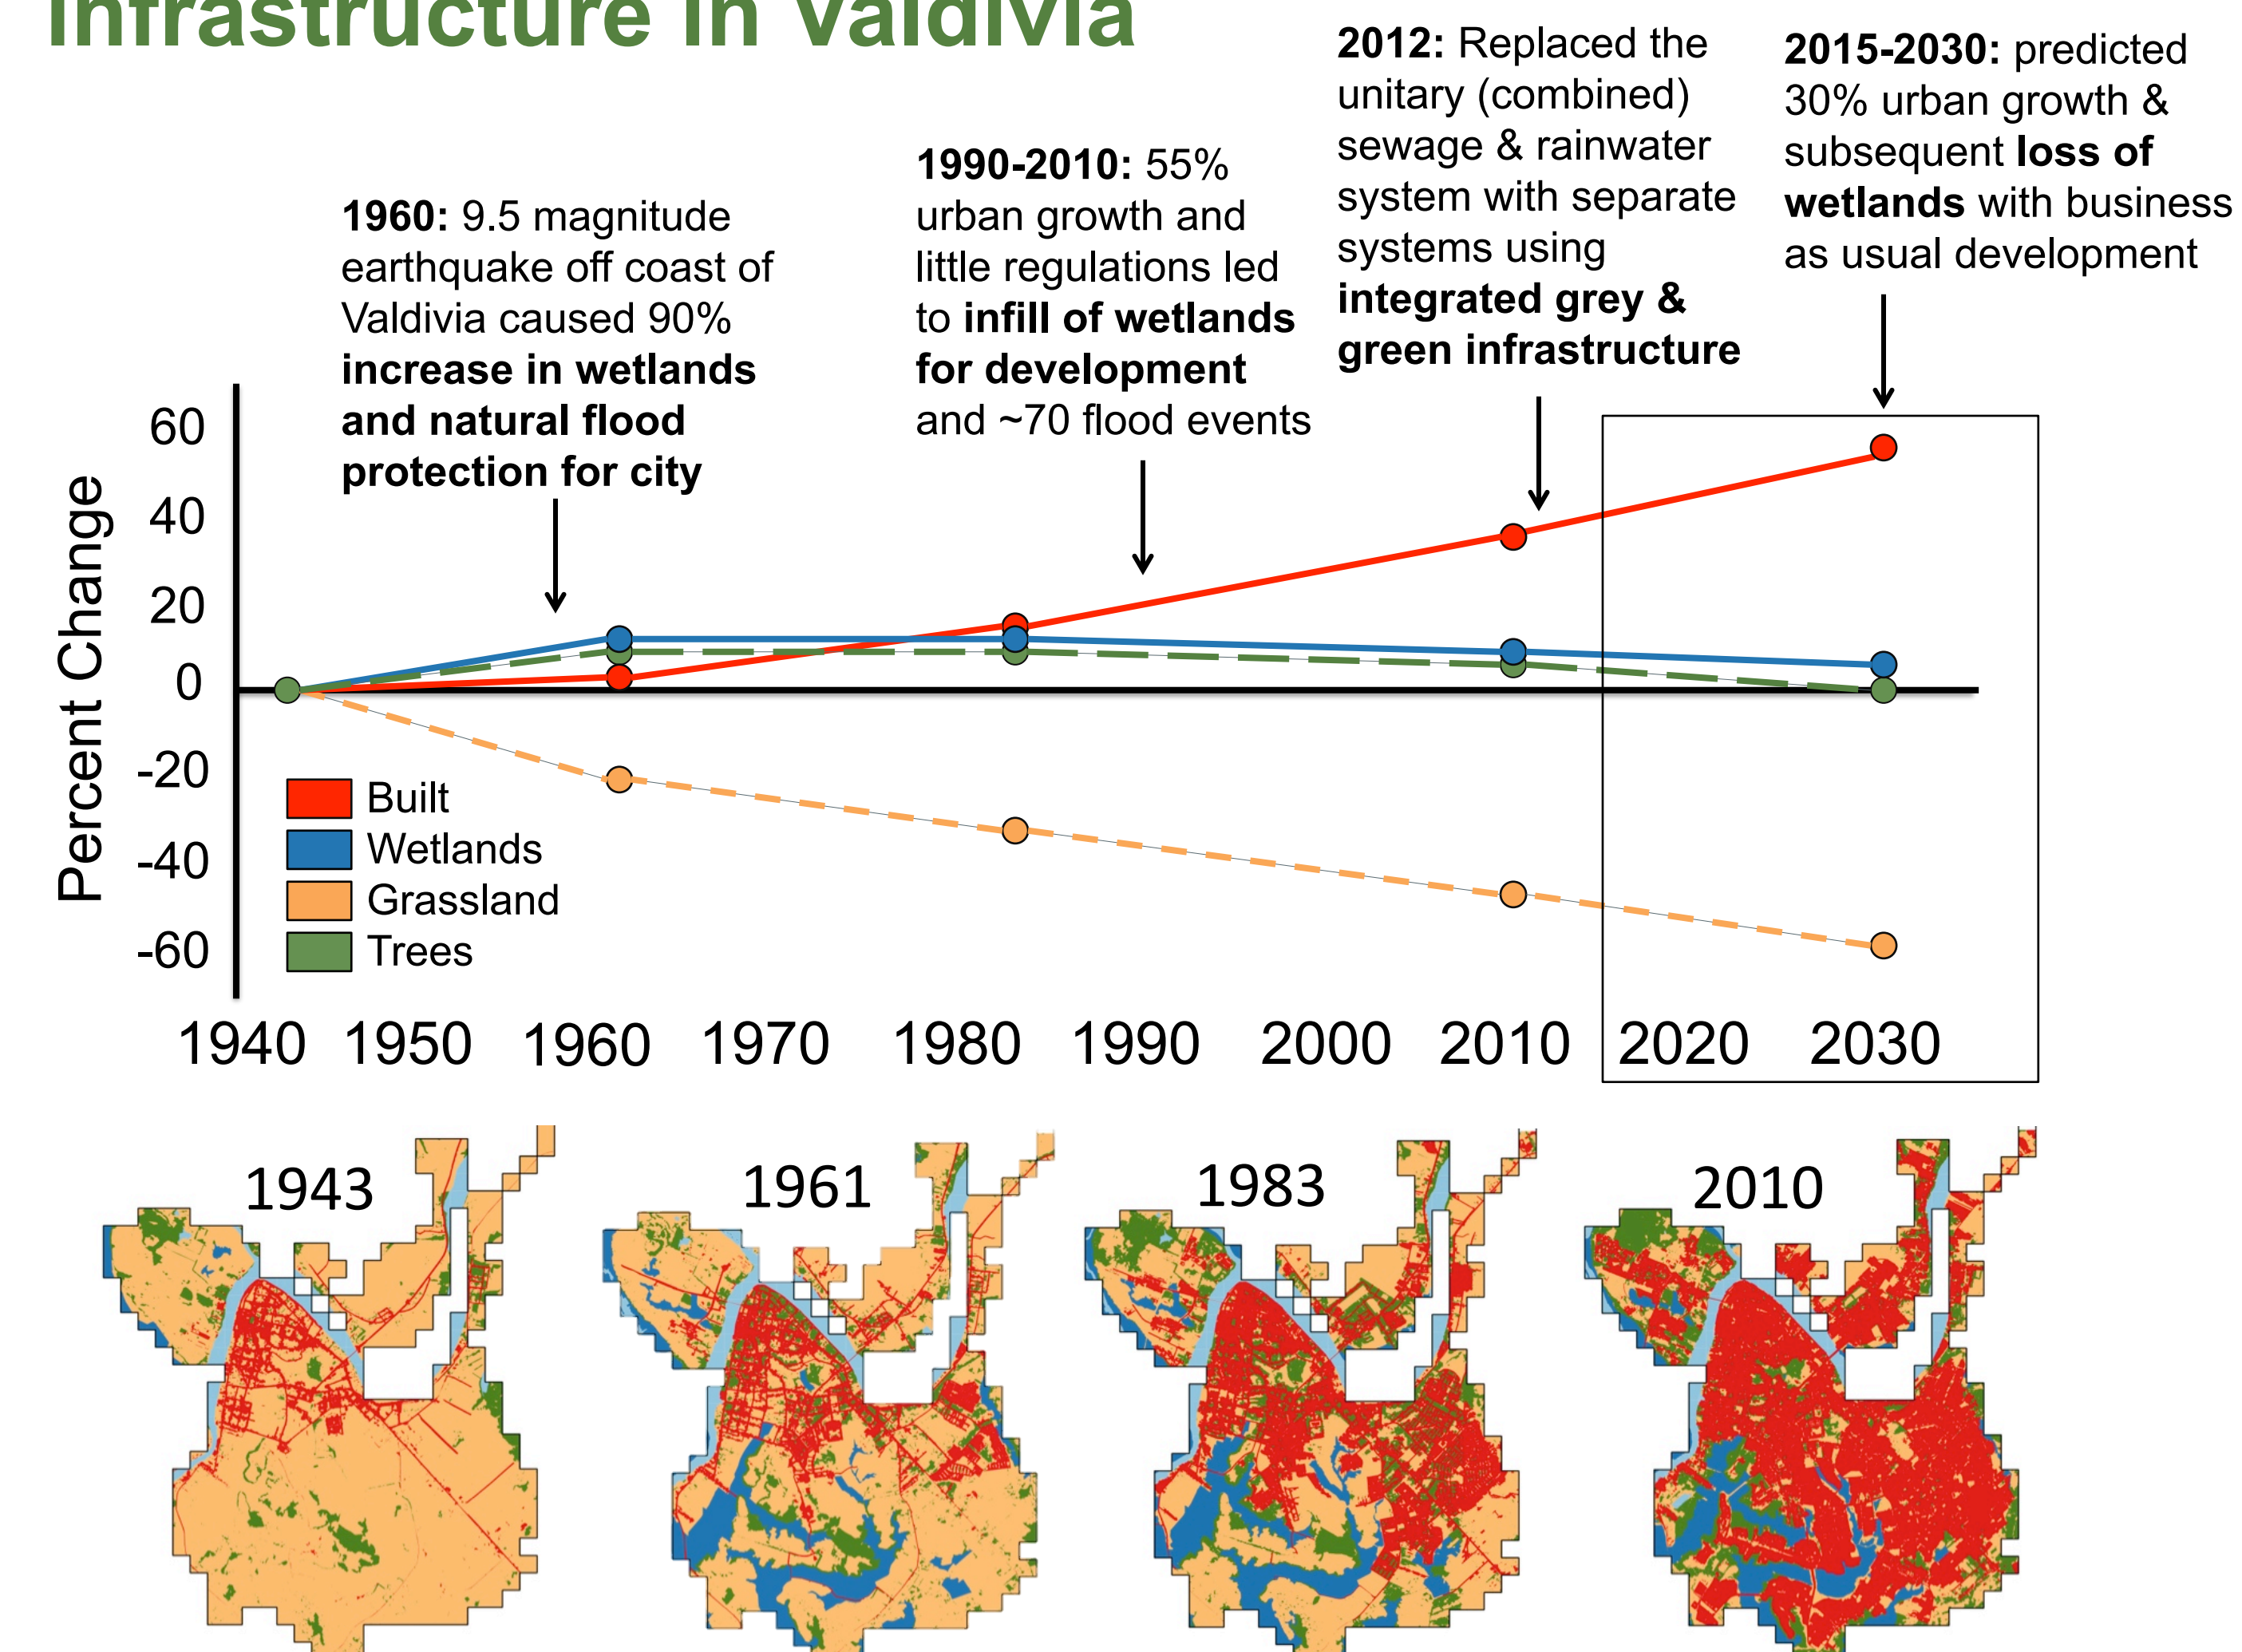 Infrastructure in Valdivia
1960: 9.5 magnitude
earthquake off coast of
Valdivia caused 90%
increase in wetlands
and natural flood
protection for city
1990-2010: 55%
urban growth and
little regulations led
to infill of wetlands
for development
and ~70 flood events
2012: Replaced the
unitary (combined)
sewage & rainwater
system with separate
systems using
integrated grey &
green infrastructure
2015-2030: predicted
30% urban growth &
subsequent loss of
wetlands with business
as usual development
Percent Change
60
40
20
0
-20
-40
-60
Built
Wetlands
Grassland
Trees
1940 1950 1960 1970 1980 1990 2000 2010 2020 2030
1943 1961 1983 2010